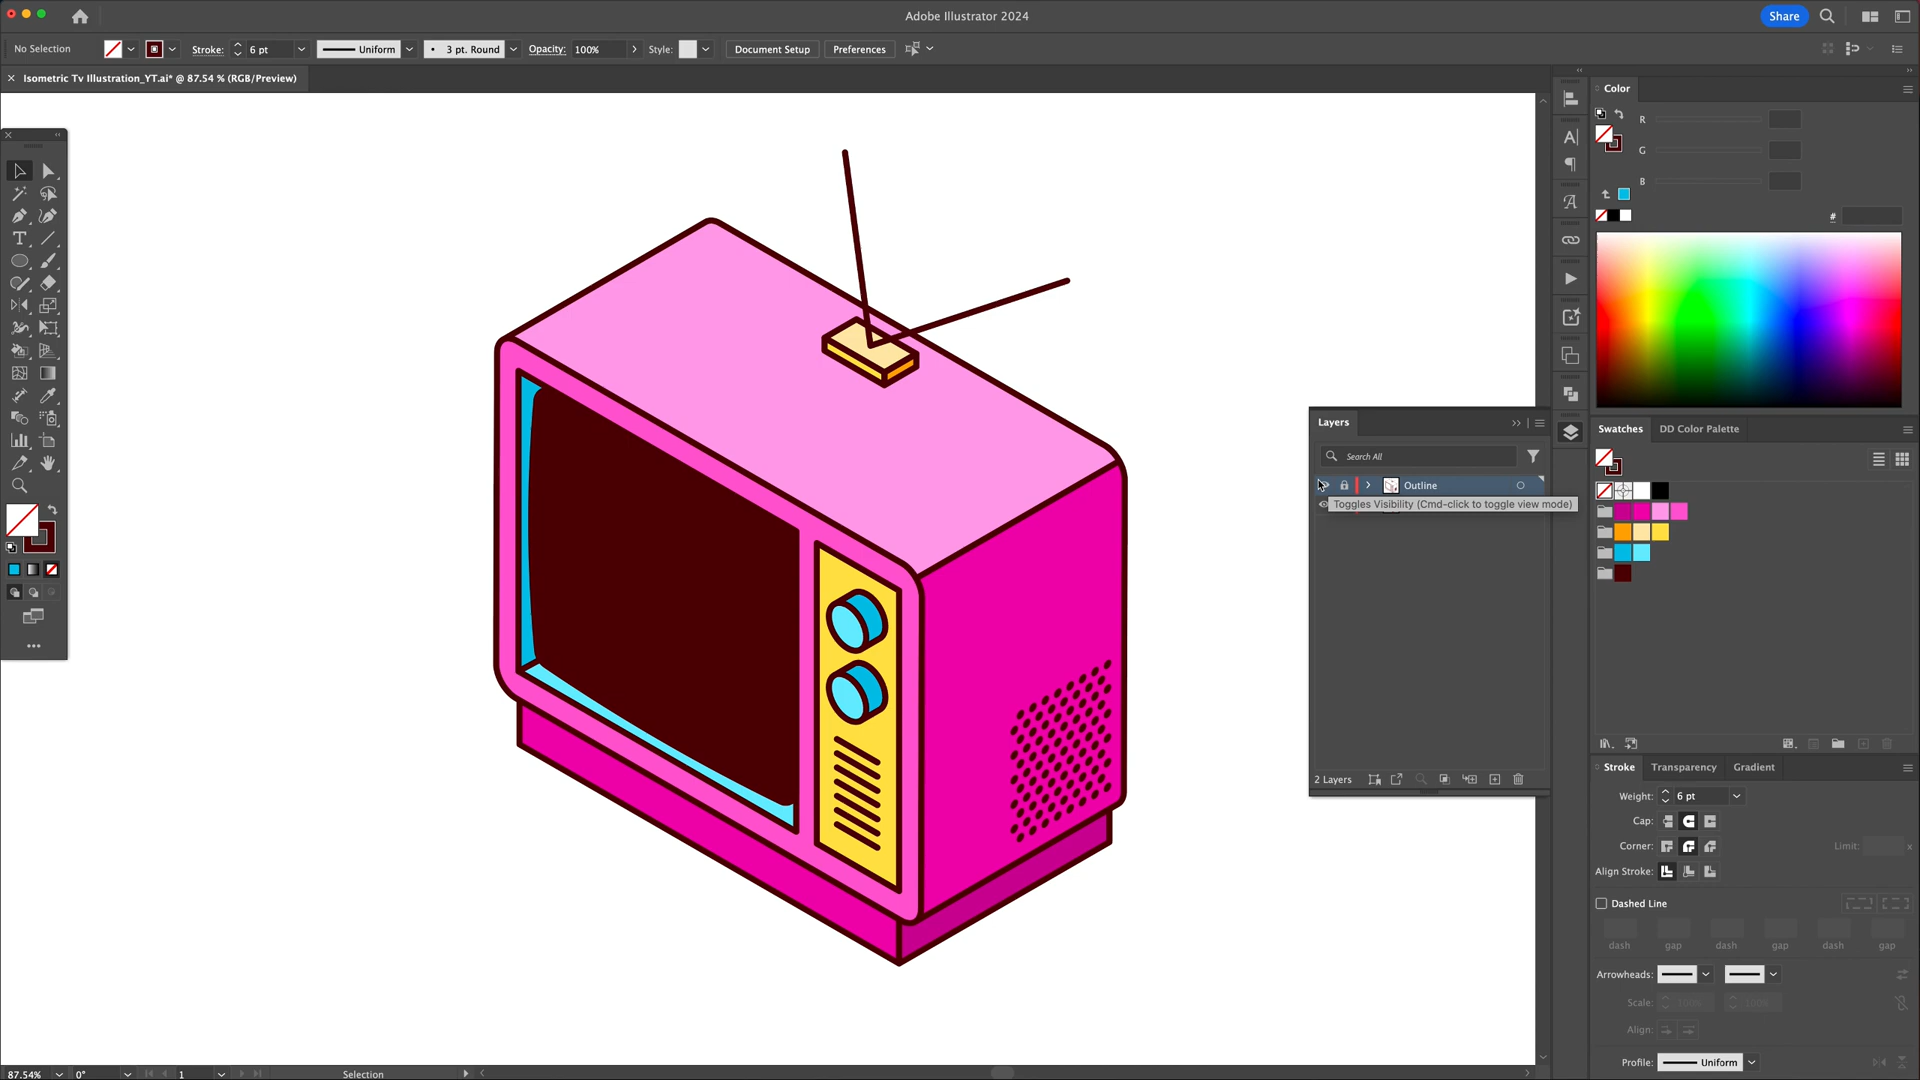 Adobe Illustrator 2024
Share
No Selection
Stroke: 6 pt
Uniform
3 pt. Round
Opacity: 100%
Style:
Document Setup
Preferences
Isometric Tv Illustration_YT.ai* @ 87.54 % (RGB/Preview)
Color
R
G
B
#
Layers
Search All
Outline
Toggles Visibility (Cmd-click to toggle view mode)
2 Layers
Swatches
DD Color Palette
Stroke
Transparency
Gradient
Weight: 6 pt
Cap:
Corner:
Limit: x
Align Stroke:
Dashed Line
dash gap dash gap dash gap
Arrowheads:
Scale: 100% 100%
Align:
Profile: Uniform
87.54% 0° 1 Selection